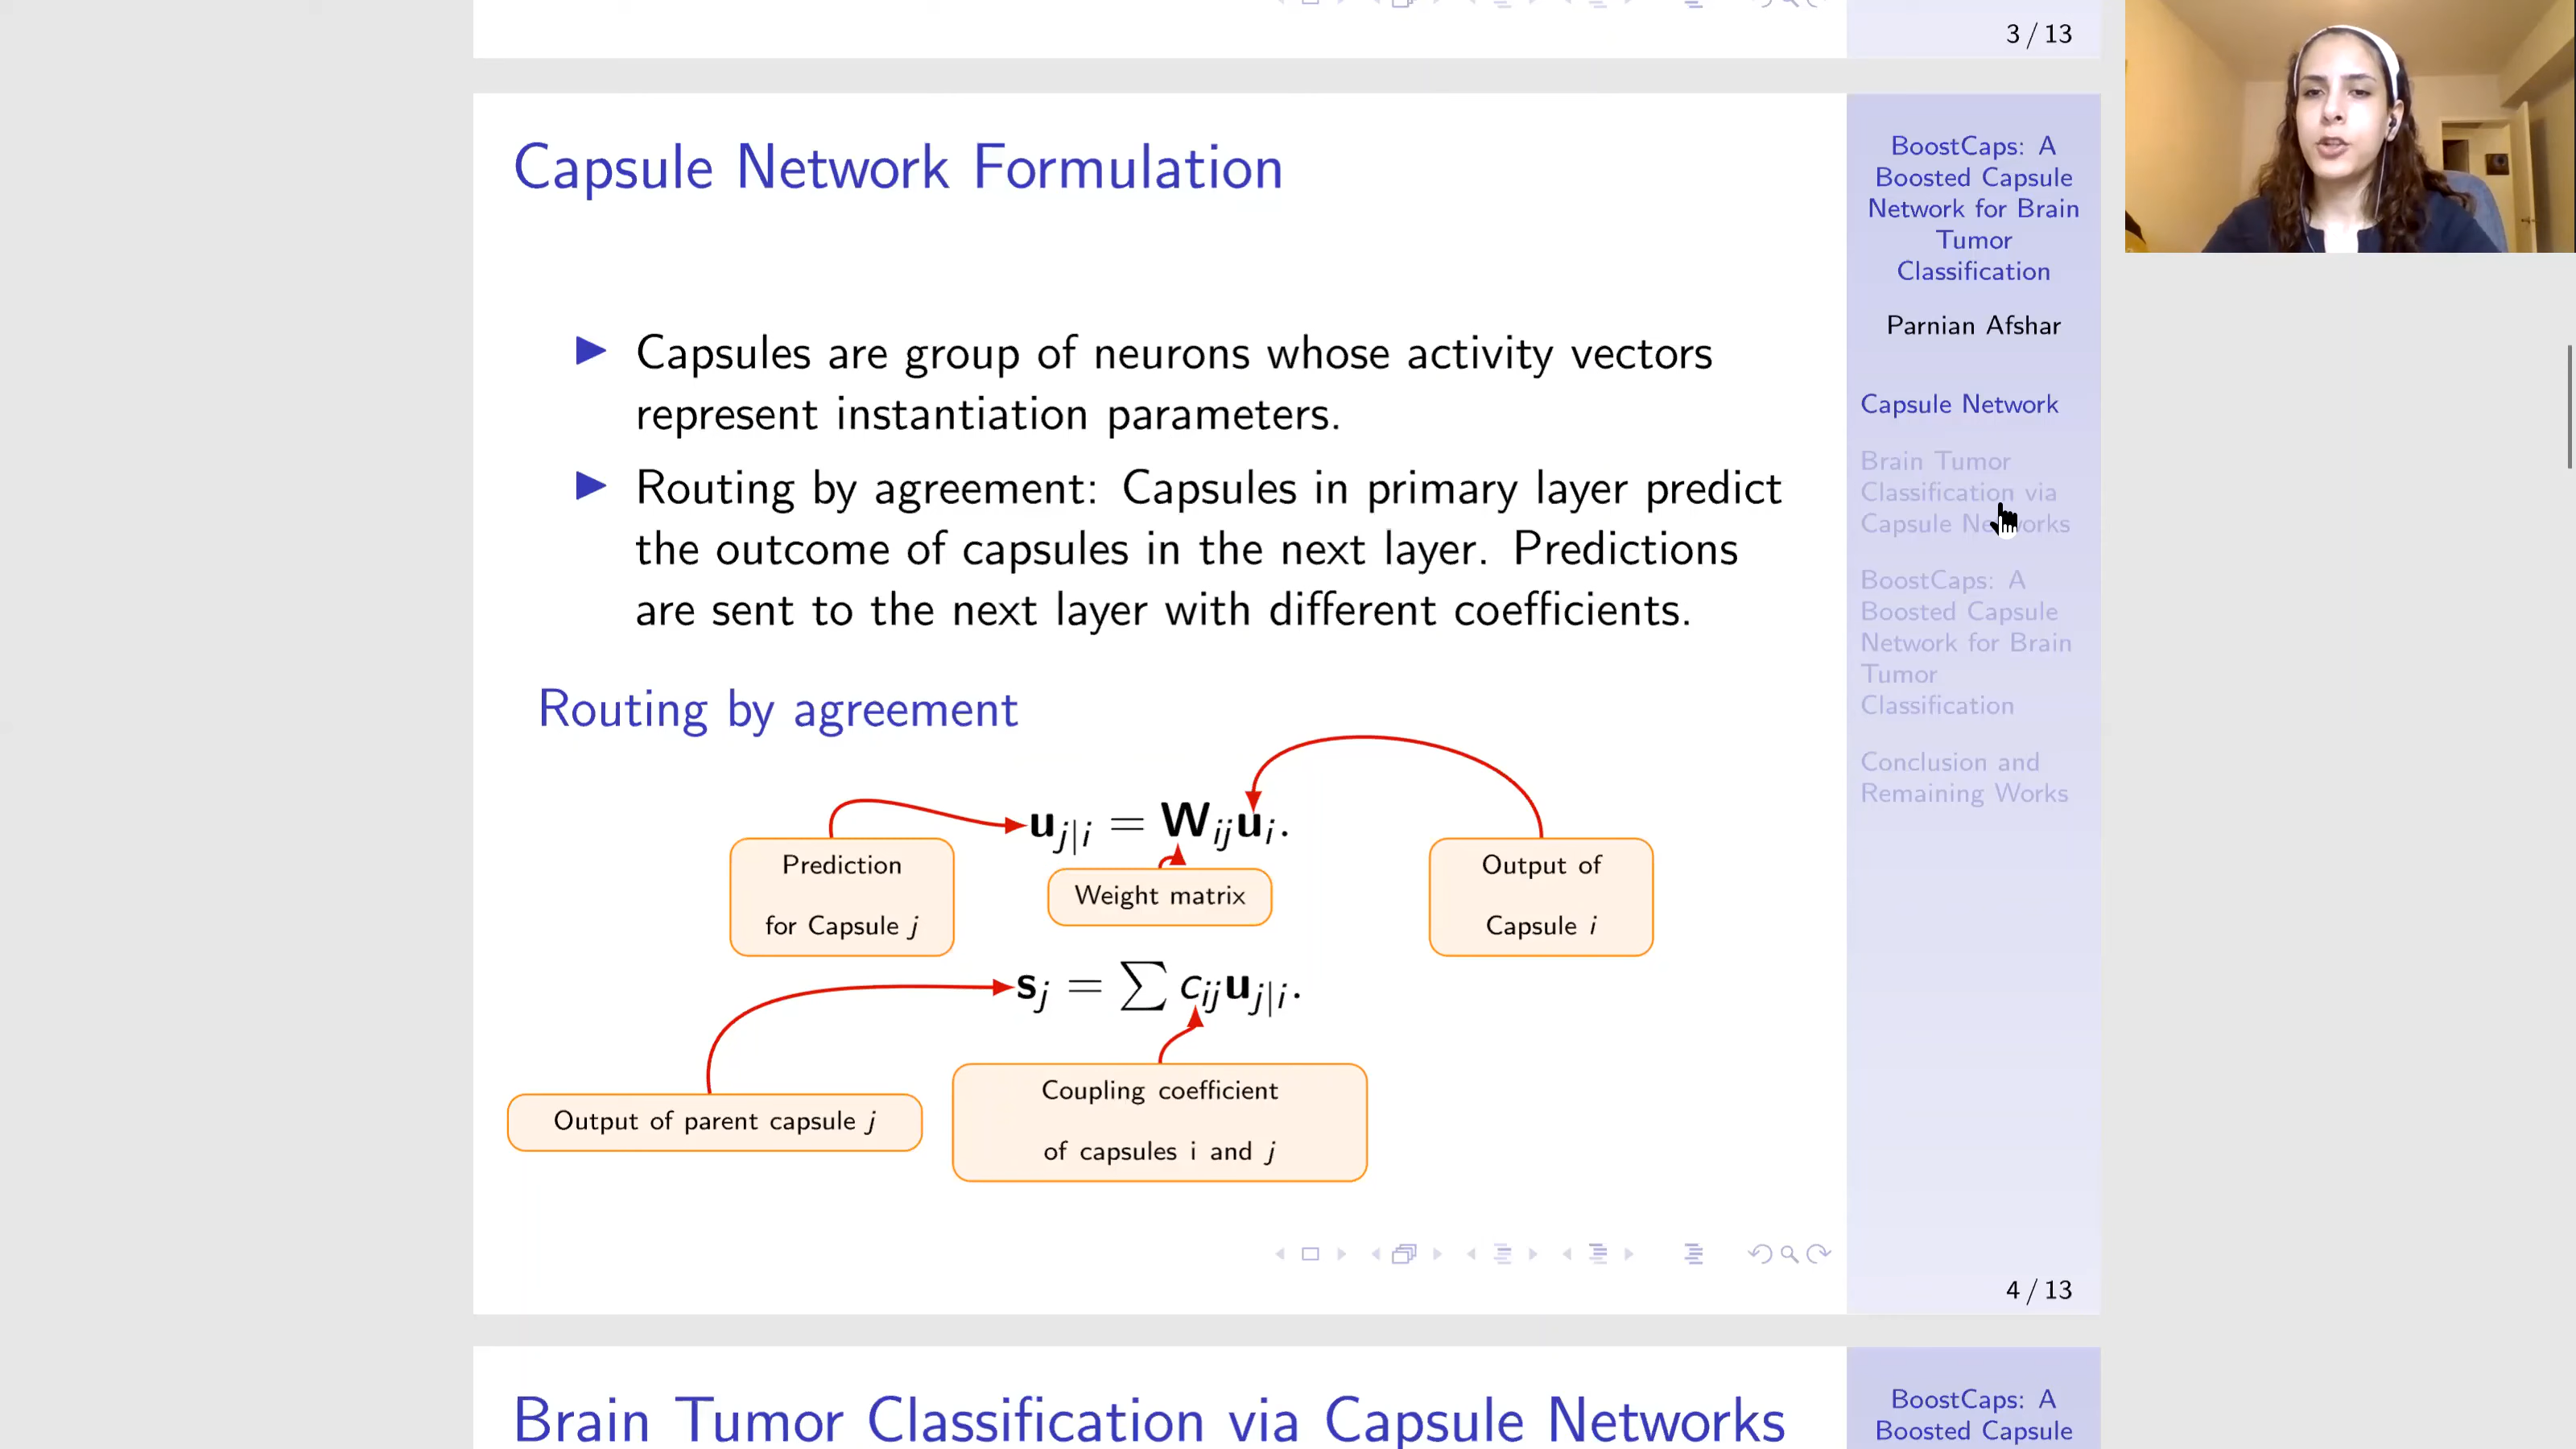 3 / 13
Capsule Network Formulation
▶ Capsules are group of neurons whose activity vectors
represent instantiation parameters.
▶ Routing by agreement: Capsules in primary layer predict
the outcome of capsules in the next layer. Predictions
are sent to the next layer with different coefficients.
Routing by agreement
u_{j|i} = W_{ij}u_i.
Prediction
for Capsule j
Weight matrix
Output of
Capsule i
s_j = ∑ c_{ij}u_{j|i}.
Output of parent capsule j
Coupling coefficient
of capsules i and j
BoostCaps: A
Boosted Capsule
Network for Brain
Tumor
Classification
Parnian Afshar
Capsule Network
Brain Tumor
Classification via
Capsule Networks
BoostCaps: A
Boosted Capsule
Network for Brain
Tumor
Classification
Conclusion and
Remaining Works
4 / 13
Brain Tumor Classification via Capsule Networks
BoostCaps: A
Boosted Capsule